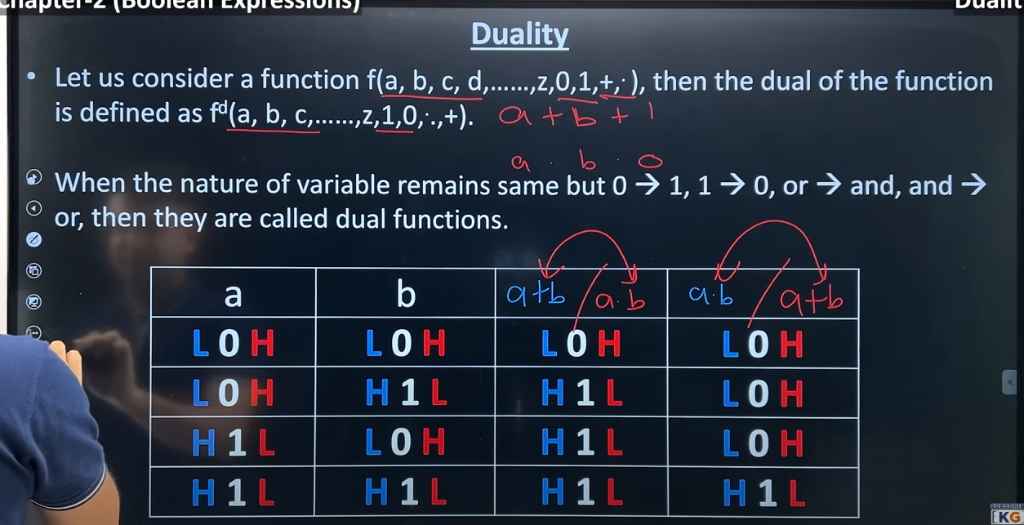 Chapter-2 (Boolean Expressions)
Dualit
Duality
• Let us consider a function f(a, b, c, d,......,z,0,1,+,·), then the dual of the function
is defined as fᵈ(a, b, c,......,z,1,0,·.,+). a + b + 1
a · b · 0
When the nature of variable remains same but 0 → 1, 1 → 0, or → and, and →
or, then they are called dual functions.
a b a+b / a.b a.b / a+b
L 0 H L 0 H L 0 H L 0 H
L 0 H H 1 L H 1 L L 0 H
H 1 L L 0 H H 1 L L 0 H
H 1 L H 1 L H 1 L H 1 L
KG